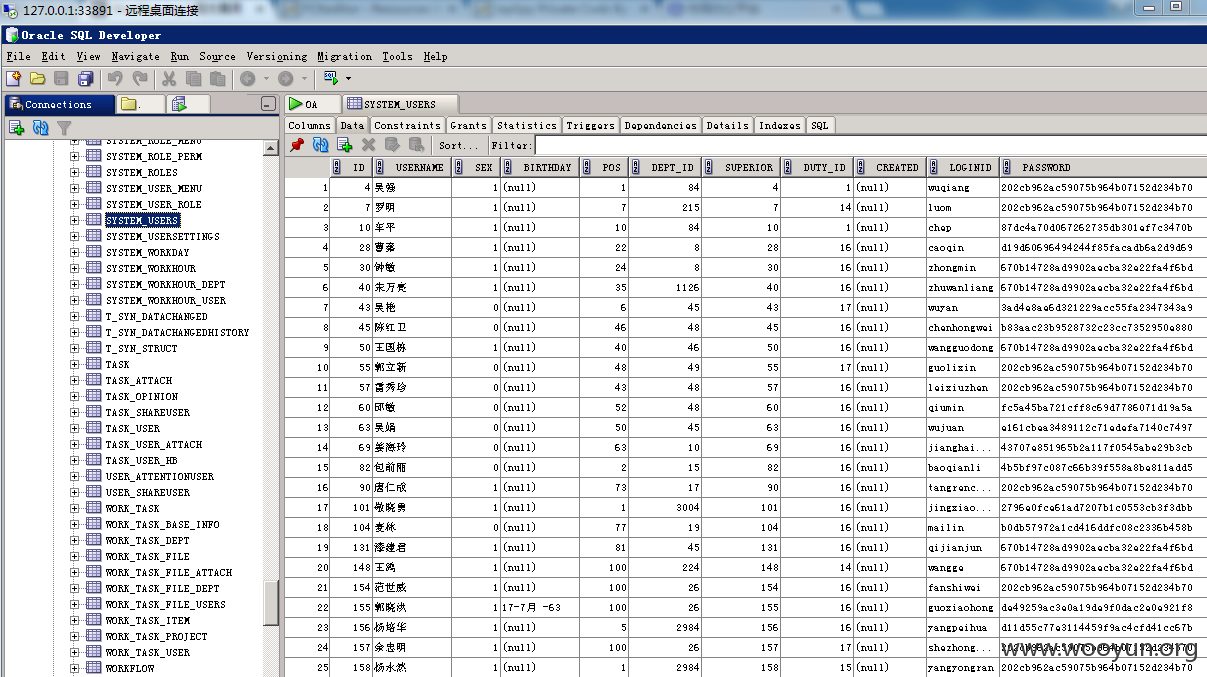 127.0.0.1:33891 - 远程桌面连接
Oracle SQL Developer
File Edit View Navigate Run Source Versioning Migration Tools Help
Connections
OA SYSTEM_USERS
Columns Data Constraints Grants Statistics Triggers Dependencies Details Indexes SQL
Sort... Filter:
SYSTEM_ROLE_MENU
SYSTEM_ROLE_PERM
SYSTEM_ROLES
SYSTEM_USER_MENU
SYSTEM_USER_ROLE
SYSTEM_USERS
SYSTEM_USERSETTINGS
SYSTEM_WORKDAY
SYSTEM_WORKHOUR
SYSTEM_WORKHOUR_DEPT
SYSTEM_WORKHOUR_USER
T_SYN_DATACHANGED
T_SYN_DATACHANGEDHISTORY
T_SYN_STRUCT
TASK
TASK_ATTACH
TASK_OPINION
TASK_SHAREUSER
TASK_USER
TASK_USER_ATTACH
TASK_USER_HB
USER_ATTENTIONUSER
USER_SHAREUSER
WORK_TASK
WORK_TASK_BASE_INFO
WORK_TASK_DEPT
WORK_TASK_FILE
WORK_TASK_FILE_ATTACH
WORK_TASK_FILE_DEPT
WORK_TASK_FILE_USERS
WORK_TASK_ITEM
WORK_TASK_PROJECT
WORK_TASK_USER
WORKFLOW
ID USERNAME SEX BIRTHDAY POS DEPT_ID SUPERIOR DUTY_ID CREATED LOGINID PASSWORD
1 4 吴强 1 (null) 1 84 4 1 (null) wuqiang 202cb962ac59075b964b07152d234b70
2 7 罗明 1 (null) 7 215 7 14 (null) luom 202cb962ac59075b964b07152d234b70
3 10 车平 1 (null) 10 84 10 1 (null) chep
4 28 1 (null) 22 8 28 16 (null) caoqin
5 30 钟敏 1 (null) 24 8 30 16 (null) zhongmin 670b14728ad9902aecba32e22fa4f6bd
6 40 朱万亮 1 (null) 35 1126 40 16 (null) zhuwanliang 670b14728ad9902aecba32e22fa4f6bd
7 43 吴艳 0 (null) 6 45 43 17 (null) wuyan
8 45 陈红卫 0 (null) 46 48 45 16 (null) chenhongwei
9 50 王国栋 1 (null) 40 46 50 16 (null) wangguodong 670b14728ad9902aecba32e22fa4f6bd
10 55 郭立新 0 (null) 48 49 55 17 (null) guolixin 202cb962ac59075b964b07152d234b70
11 57 雷秀珍 0 (null) 43 48 57 16 (null) leixiuzhen 202cb962ac59075b964b07152d234b70
12 60 邱敏 0 (null) 52 48 60 16 (null) qiumin
13 63 吴娟 0 (null) 50 45 63 16 (null) wujuan
14 69 姜海玲 0 (null) 63 10 69 16 (null) jianghai...
15 82 包前丽 0 (null) 2 15 82 16 (null) baoqianli
16 90 唐仁成 1 (null) 73 17 90 16 (null) tangrenc... 202cb962ac59075b964b07152d234b70
17 101 敬晓勇 1 (null) 1 3004 101 16 (null) jingxiao...
18 104 麦林 0 (null) 77 19 104 16 (null) mailin
19 131 漆建君 1 (null) 81 45 131 16 (null) qijianjun 670b14728ad9902aecba32e22fa4f6bd
20 148 王鸽 1 (null) 100 224 148 14 (null) wangge 670b14728ad9902aecba32e22fa4f6bd
21 154 范世威 1 (null) 100 26 154 16 (null) fanshiwei 202cb962ac59075b964b07152d234b70
22 155 郭晓洪 1 17-7月 -63 100 26 155 16 (null) guoxiaohong
23 156 杨培华 1 (null) 5 2984 156 16 (null) yangpeihua
24 157 余忠明 1 (null) 100 26 157 17 (null) shezhong... 202cb962ac59075b964b07152d234b70
25 158 杨永然 1 (null) 1 2984 158 15 (null) yangyongran 202cb962ac59075b964b07152d234b70
www.wooyun.org